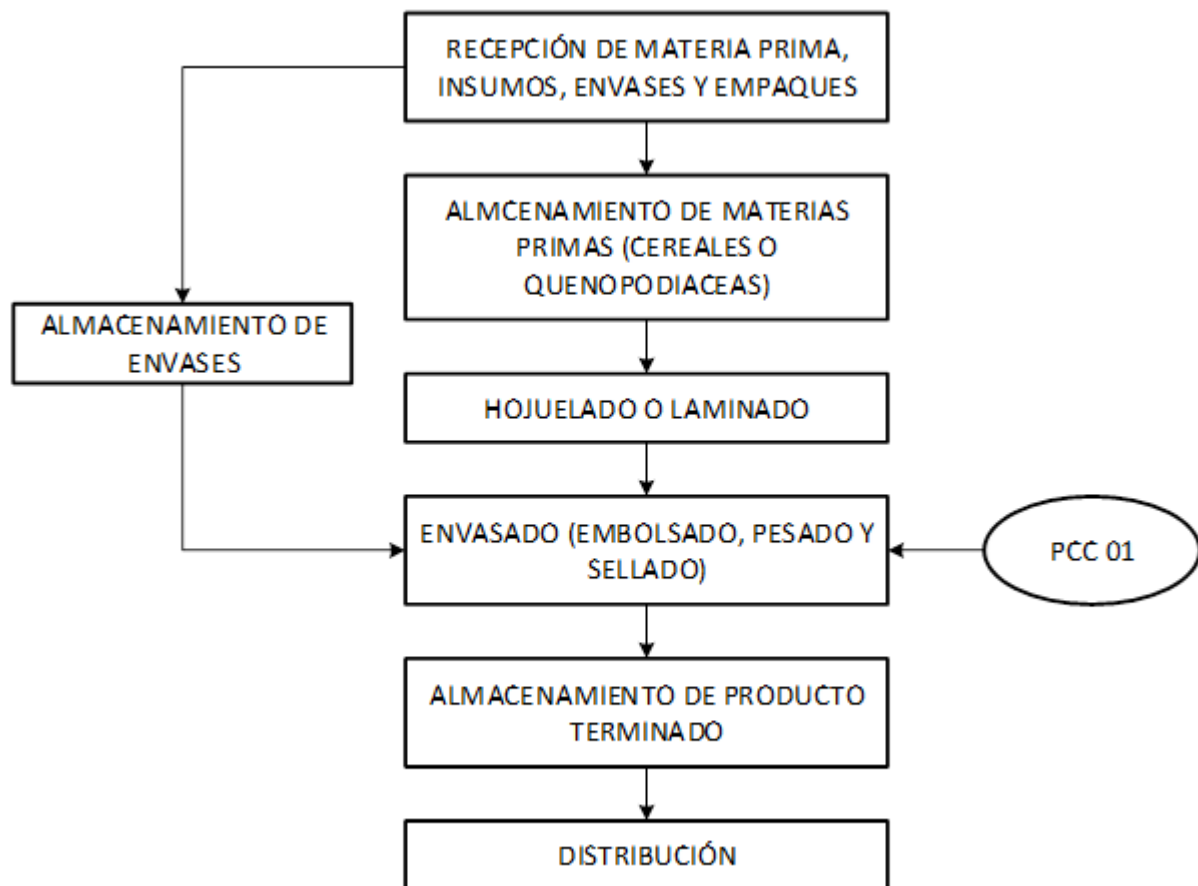 RECEPCIÓN DE MATERIA PRIMA,
INSUMOS, ENVASES Y EMPAQUES
ALMCENAMIENTO DE MATERIAS
PRIMAS (CEREALES O
QUENOPODIACEAS)
ALMACENAMIENTO DE
ENVASES
HOJUELADO O LAMINADO
ENVASADO (EMBOLSADO, PESADO Y
SELLADO)
PCC 01
ALMACENAMIENTO DE PRODUCTO
TERMINADO
DISTRIBUCIÓN